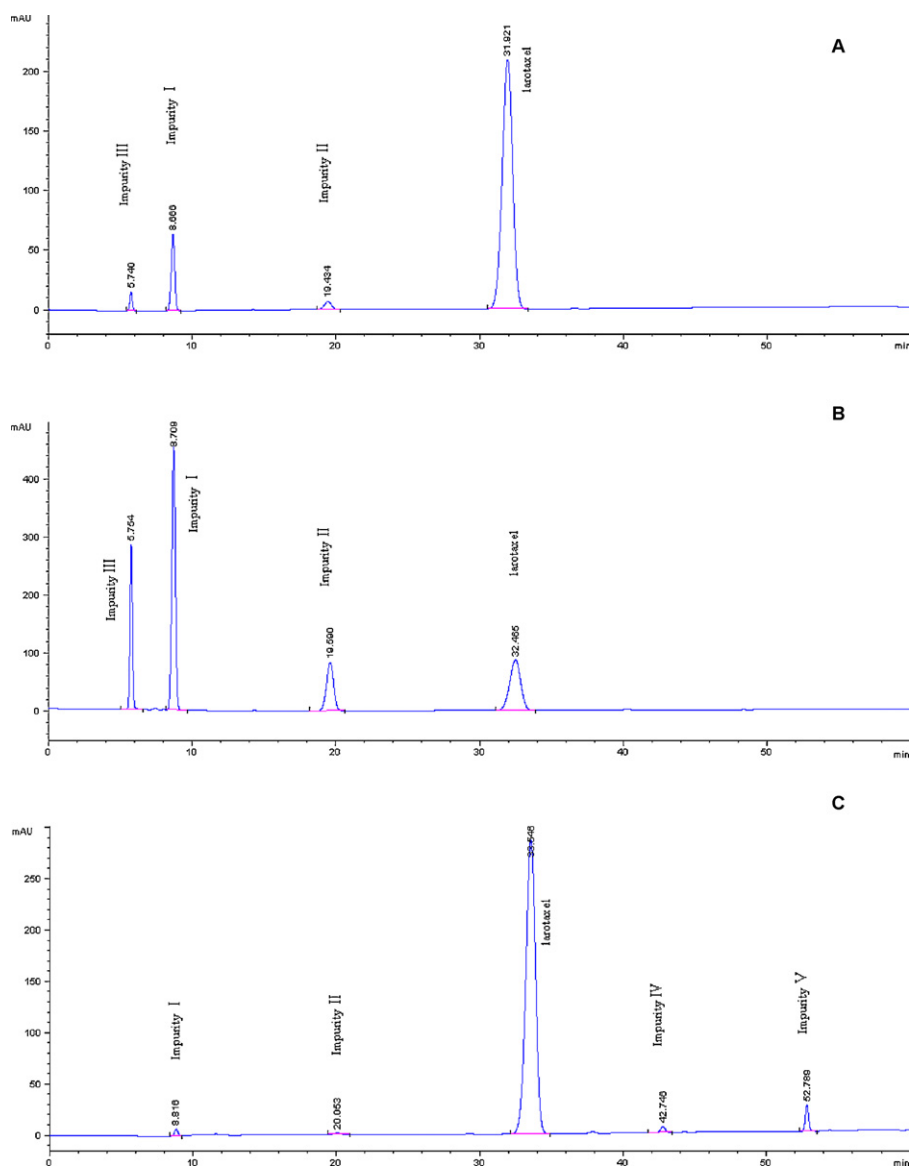 mAU
A
200
150
100
50
0
Impurity III
5.740
Impurity I
8.666
Impurity II
19.434
31.921
larotaxel
0
10
20
30
40
50
min
B
mAU
400
300
200
100
0
Impurity III
5.754
8.709
Impurity I
Impurity II
19.590
larotaxel
32.465
0
10
20
30
40
50
min
C
mAU
250
200
150
100
50
0
Impurity I
8.816
Impurity II
20.053
larotaxel
Impurity IV
42.746
Impurity V
52.789
0
10
20
30
40
50
min